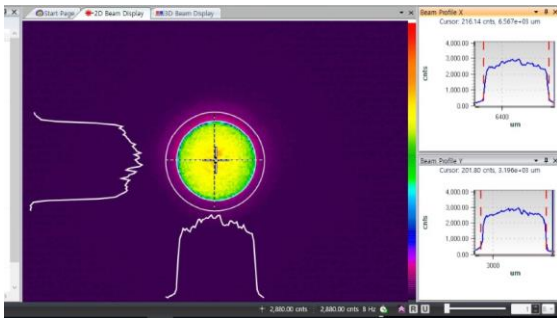 Start Page
2D Beam Display
3D Beam Display
Beam Profile X
Cursor: 216.14 cnts, 6.567e+03 um
4,000.00
3,000.00
2,000.00
1,000.00
0.00
cnts
6400
um
Beam Profile Y
Cursor: 201.80 cnts, 3.196e+03 um
4,000.00
3,000.00
2,000.00
1,000.00
0.00
cnts
3000
um
+ 2,880.00 cnts
2,880.00 cnts 8 Hz
R U
1